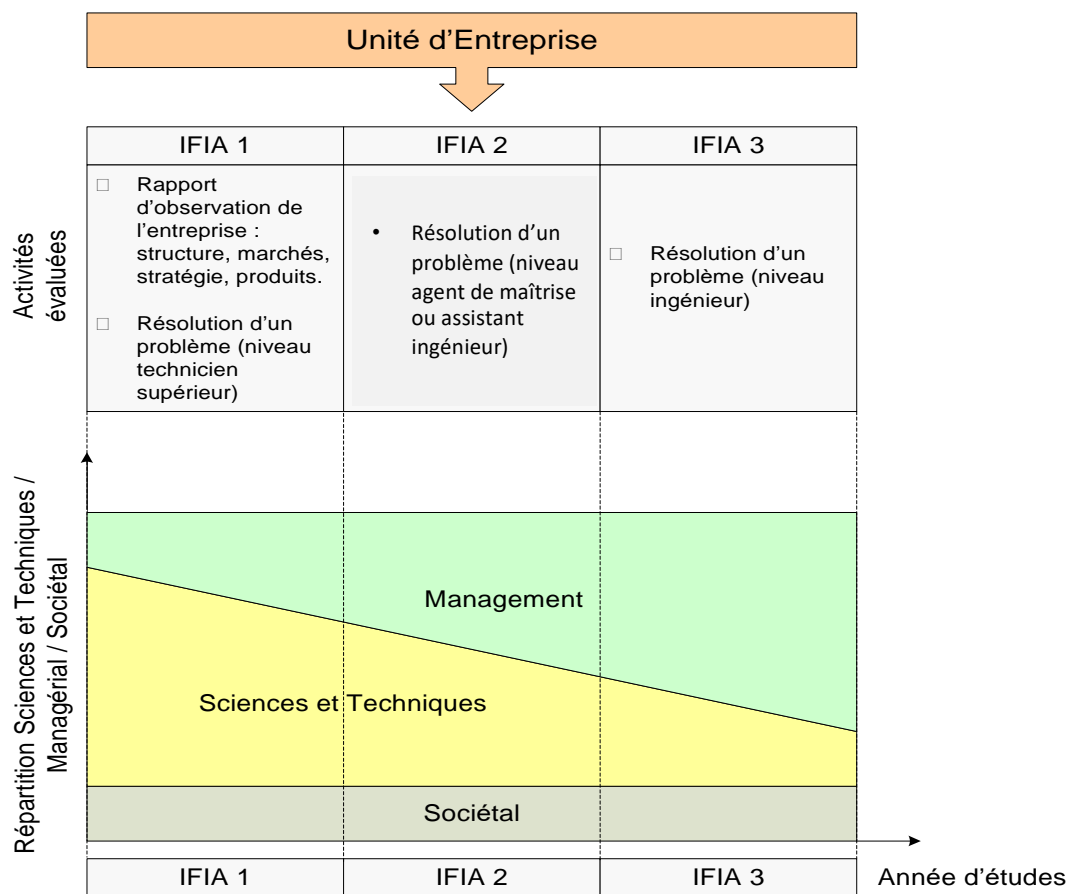 Unité d'Entreprise
IFIA 1
IFIA 2
IFIA 3
Activités
évaluées
□ Rapport
d'observation de
l'entreprise :
structure, marchés,
stratégie, produits.
□ Résolution d'un
problème (niveau
technicien
supérieur)
• Résolution d'un
problème (niveau
agent de maîtrise
ou assistant
ingénieur)
□ Résolution d'un
problème (niveau
ingénieur)
Répartition Sciences et Techniques /
Managérial / Sociétal
Management
Sciences et Techniques
Sociétal
IFIA 1
IFIA 2
IFIA 3
Année d'études